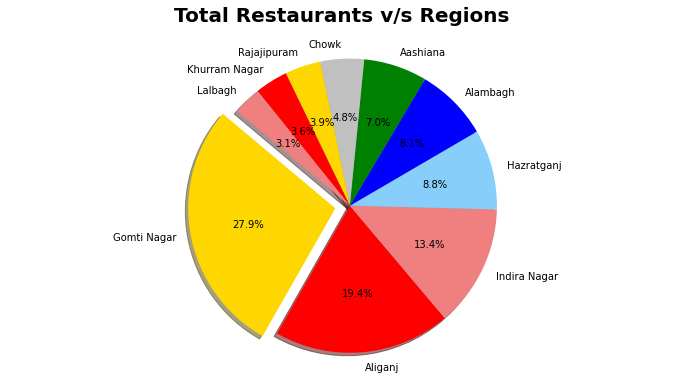 Total Restaurants v/s Regions
Chowk
Rajajipuram
Aashiana
Khurram Nagar
Lalbagh
Alambagh
4.8%
3.9%
7.0%
3.6%
3.1%
8.1%
Hazratganj
8.8%
27.9%
Gomti Nagar
13.4%
Indira Nagar
19.4%
Aliganj